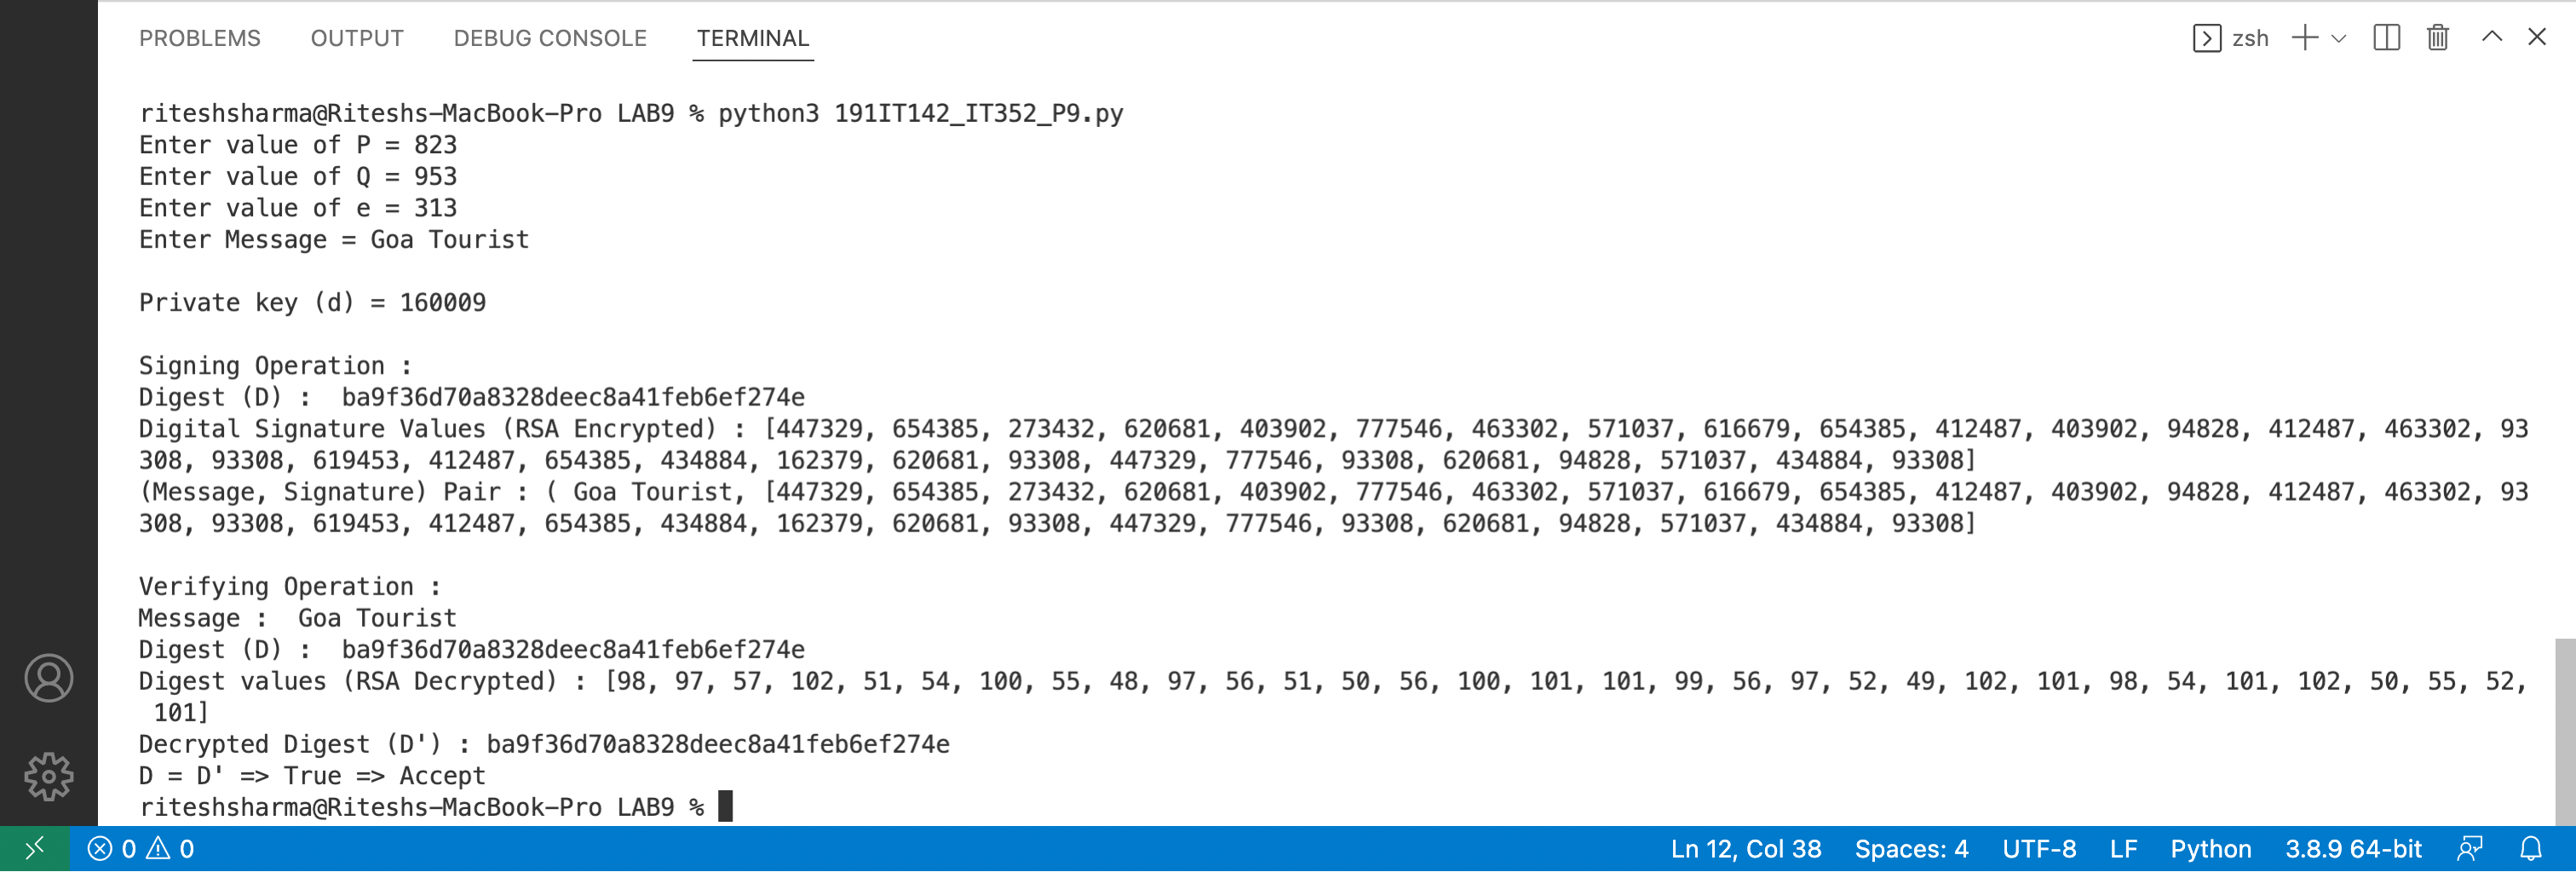 PROBLEMS OUTPUT DEBUG CONSOLE TERMINAL zsh
riteshsharma@Riteshs-MacBook-Pro LAB9 % python3 191IT142_IT352_P9.py
Enter value of P = 823
Enter value of Q = 953
Enter value of e = 313
Enter Message = Goa Tourist
Private key (d) = 160009
Signing Operation :
Digest (D) :  ba9f36d70a8328deec8a41feb6ef274e
Digital Signature Values (RSA Encrypted) : [447329, 654385, 273432, 620681, 403902, 777546, 463302, 571037, 616679, 654385, 412487, 403902, 94828, 412487, 463302, 93
308, 93308, 619453, 412487, 654385, 434884, 162379, 620681, 93308, 447329, 777546, 93308, 620681, 94828, 571037, 434884, 93308]
(Message, Signature) Pair : ( Goa Tourist, [447329, 654385, 273432, 620681, 403902, 777546, 463302, 571037, 616679, 654385, 412487, 403902, 94828, 412487, 463302, 93
308, 93308, 619453, 412487, 654385, 434884, 162379, 620681, 93308, 447329, 777546, 93308, 620681, 94828, 571037, 434884, 93308]
Verifying Operation :
Message :  Goa Tourist
Digest (D) :  ba9f36d70a8328deec8a41feb6ef274e
Digest values (RSA Decrypted) : [98, 97, 57, 102, 51, 54, 100, 55, 48, 97, 56, 51, 50, 56, 100, 101, 101, 99, 56, 97, 52, 49, 102, 101, 98, 54, 101, 102, 50, 55, 52,
101]
Decrypted Digest (D') : ba9f36d70a8328deec8a41feb6ef274e
D = D' => True => Accept
riteshsharma@Riteshs-MacBook-Pro LAB9 %
0 0 Ln 12, Col 38 Spaces: 4 UTF-8 LF Python 3.8.9 64-bit